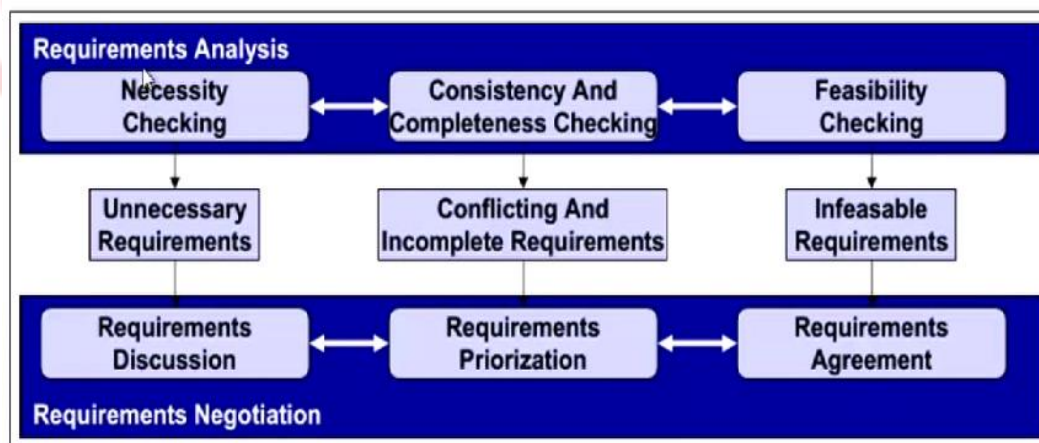 Requirements Analysis
Necessity
Checking
Consistency And
Completeness Checking
Feasibility
Checking
Unnecessary
Requirements
Conflicting And
Incomplete Requirements
Infeasable
Requirements
Requirements
Discussion
Requirements
Priorization
Requirements
Agreement
Requirements Negotiation